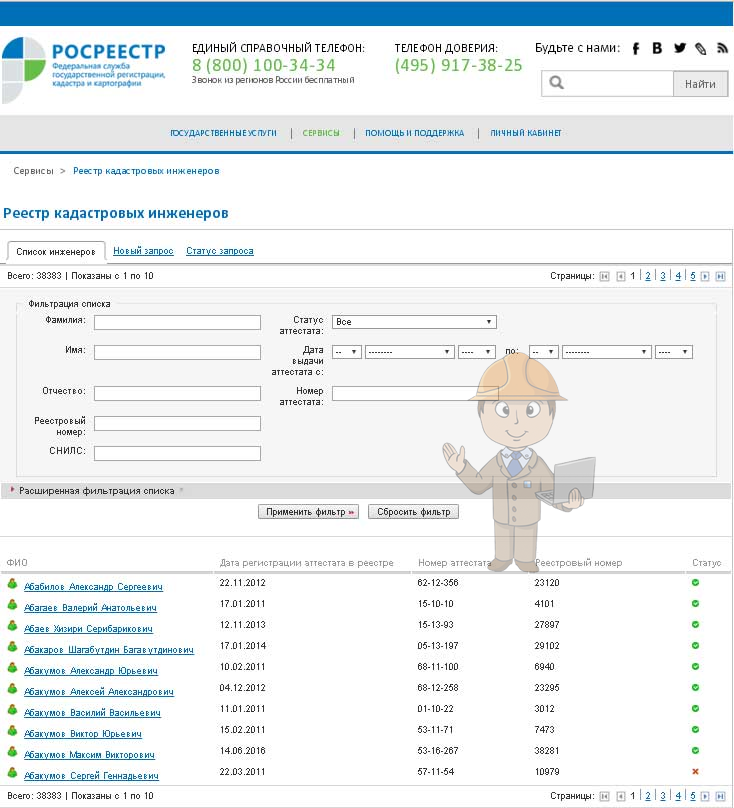 РОСРЕЕСТР
Федеральная служба
государственной регистрации,
кадастра и картографии
ЕДИНЫЙ СПРАВОЧНЫЙ ТЕЛЕФОН:
8 (800) 100-34-34
Звонок из регионов России бесплатный
ТЕЛЕФОН ДОВЕРИЯ:
(495) 917-38-25
Будьте с нами:
Найти
ГОСУДАРСТВЕННЫЕ УСЛУГИ | СЕРВИСЫ | ПОМОЩЬ И ПОДДЕРЖКА | ЛИЧНЫЙ КАБИНЕТ
Сервисы > Реестр кадастровых инженеров
Реестр кадастровых инженеров
Список инженеров Новый запрос Статус запроса
Всего: 38383 | Показаны с 1 по 10 Страницы: 1 | 2 | 3 | 4 | 5
Фильтрация списка
Фамилия:
Статус
аттестата:
Все
Имя:
Дата
выдачи
аттестата с:
-- -------- ---- по: -- -------- ----
Отчество:
Номер
аттестата:
Реестровый
номер:
СНИЛС:
Расширенная фильтрация списка
Применить фильтр » Сбросить фильтр
ФИО Дата регистрации аттестата в реестре Номер аттестата Реестровый номер Статус
Абабилов Александр Сергеевич 22.11.2012 62-12-356 23120
Абагаев Валерий Анатольевич 17.01.2011 15-10-10 4101
Абаев Хизири Серибарикович 12.11.2013 15-13-93 27897
Абакаров Шагабутдин Багавутдинович 17.01.2014 05-13-197 29102
Абакумов Александр Юрьевич 10.02.2011 68-11-100 6940
Абакумов Алексей Александрович 04.12.2012 68-12-258 23295
Абакумов Василий Васильевич 11.01.2011 01-10-22 3012
Абакумов Виктор Юрьевич 15.02.2011 53-11-71 7473
Абакумов Максим Викторович 14.06.2016 53-16-267 38281
Абакумов Сергей Геннадьевич 22.03.2011 57-11-54 10979
Всего: 38383 | Показаны с 1 по 10 Страницы: 1 | 2 | 3 | 4 | 5